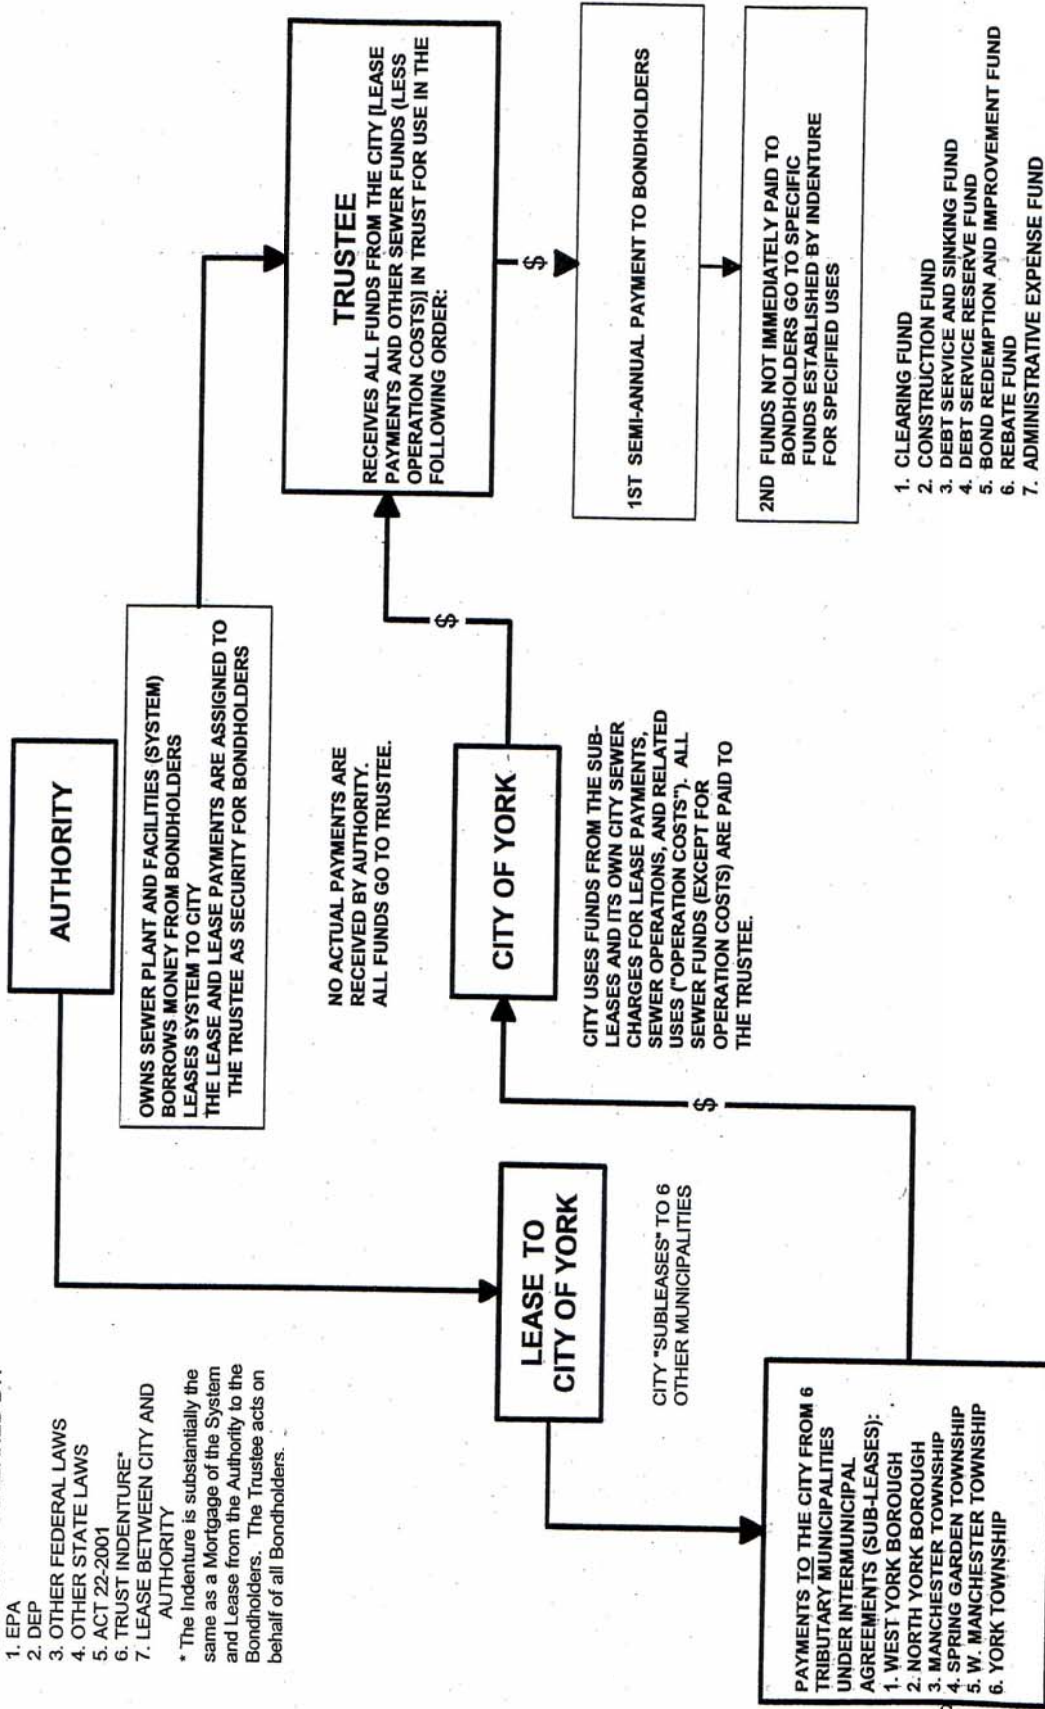 1. EPA
2. DEP
3. OTHER FEDERAL LAWS
4. OTHER STATE LAWS
5. ACT 22-2001
6. TRUST INDENTURE*
7. LEASE BETWEEN CITY AND
AUTHORITY
* The Indenture is substantially the
same as a Mortgage of the System
and Lease from the Authority to the
Bondholders. The Trustee acts on
behalf of all Bondholders.
AUTHORITY
OWNS SEWER PLANT AND FACILITIES (SYSTEM)
BORROWS MONEY FROM BONDHOLDERS
LEASES SYSTEM TO CITY
THE LEASE AND LEASE PAYMENTS ARE ASSIGNED TO
THE TRUSTEE AS SECURITY FOR BONDHOLDERS
NO ACTUAL PAYMENTS ARE
RECEIVED BY AUTHORITY.
ALL FUNDS GO TO TRUSTEE.
LEASE TO
CITY OF YORK
CITY "SUBLEASES" TO 6
OTHER MUNICIPALITIES
PAYMENTS TO THE CITY FROM 6
TRIBUTARY MUNICIPALITIES
UNDER INTERMUNICIPAL
AGREEMENTS (SUB-LEASES):
1. WEST YORK BOROUGH
2. NORTH YORK BOROUGH
3. MANCHESTER TOWNSHIP
4. SPRING GARDEN TOWNSHIP
5. W. MANCHESTER TOWNSHIP
6. YORK TOWNSHIP
$
CITY OF YORK
CITY USES FUNDS FROM THE SUB-
LEASES AND ITS OWN CITY SEWER
CHARGES FOR LEASE PAYMENTS,
SEWER OPERATIONS, AND RELATED
USES ("OPERATION COSTS"). ALL
SEWER FUNDS (EXCEPT FOR
OPERATION COSTS) ARE PAID TO
THE TRUSTEE.
$
TRUSTEE
RECEIVES ALL FUNDS FROM THE CITY [LEASE
PAYMENTS AND OTHER SEWER FUNDS (LESS
OPERATION COSTS)] IN TRUST FOR USE IN THE
FOLLOWING ORDER:
$
1ST SEMI-ANNUAL PAYMENT TO BONDHOLDERS
2ND FUNDS NOT IMMEDIATELY PAID TO
BONDHOLDERS GO TO SPECIFIC
FUNDS ESTABLISHED BY INDENTURE
FOR SPECIFIED USES
1. CLEARING FUND
2. CONSTRUCTION FUND
3. DEBT SERVICE AND SINKING FUND
4. DEBT SERVICE RESERVE FUND
5. BOND REDEMPTION AND IMPROVEMENT FUND
6. REBATE FUND
7. ADMINISTRATIVE EXPENSE FUND